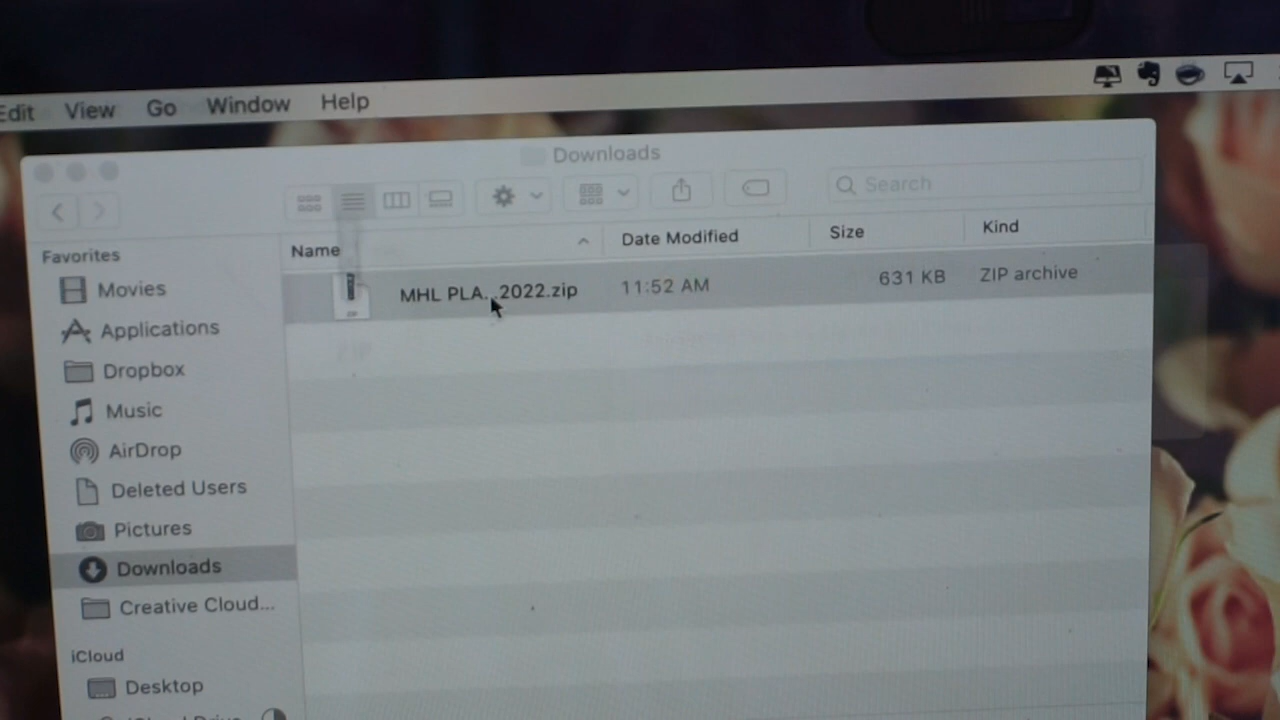 Edit View Go Window Help
Downloads
Search
Name Date Modified Size Kind
MHL PLA...2022.zip 11:52 AM 631 KB ZIP archive
Favorites
Movies
Applications
Dropbox
Music
AirDrop
Deleted Users
Pictures
Downloads
Creative Cloud...
iCloud
Desktop